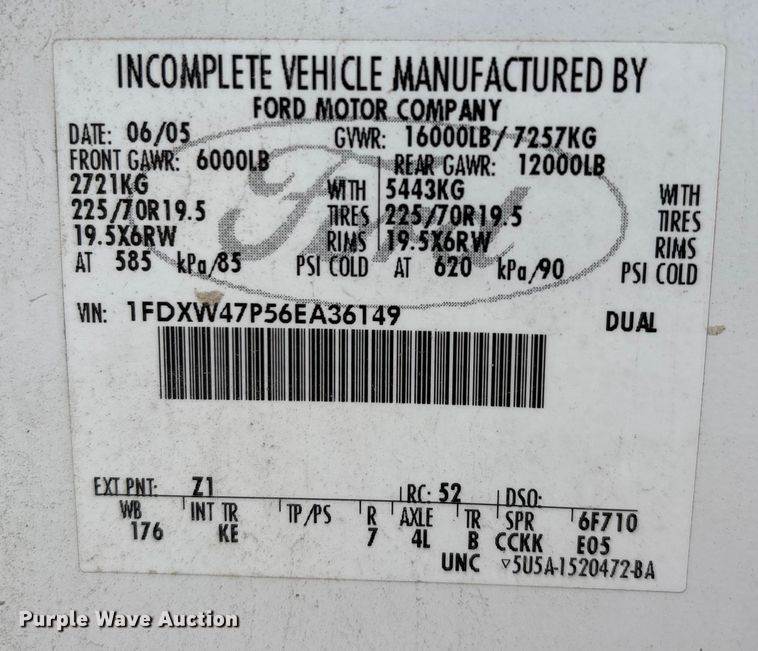 INCOMPLETE VEHICLE MANUFACTURED BY
FORD MOTOR COMPANY
DATE: 06/05 GVWR: 16000LB/7257KG
FRONT GAWR: 6000LB REAR GAWR: 12000LB
2721KG WITH 5443KG WITH
225/70R19.5 TIRES 225/70R19.5 TIRES
19.5X6RW RIMS 19.5X6RW RIMS
AT 585 kPa/85 PSI COLD AT 620 kPa/90 PSI COLD
Ford
VIN: 1FDXW47P56EA36149 DUAL
EXT PNT: Z1 RC: 52 DSO:
WB INT TR TP/PS R AXLE TR SPR 6F710
176 KE 7 4L B CCKK E05
UNC ▽5U5A-1520472-BA
Purple Wave Auction